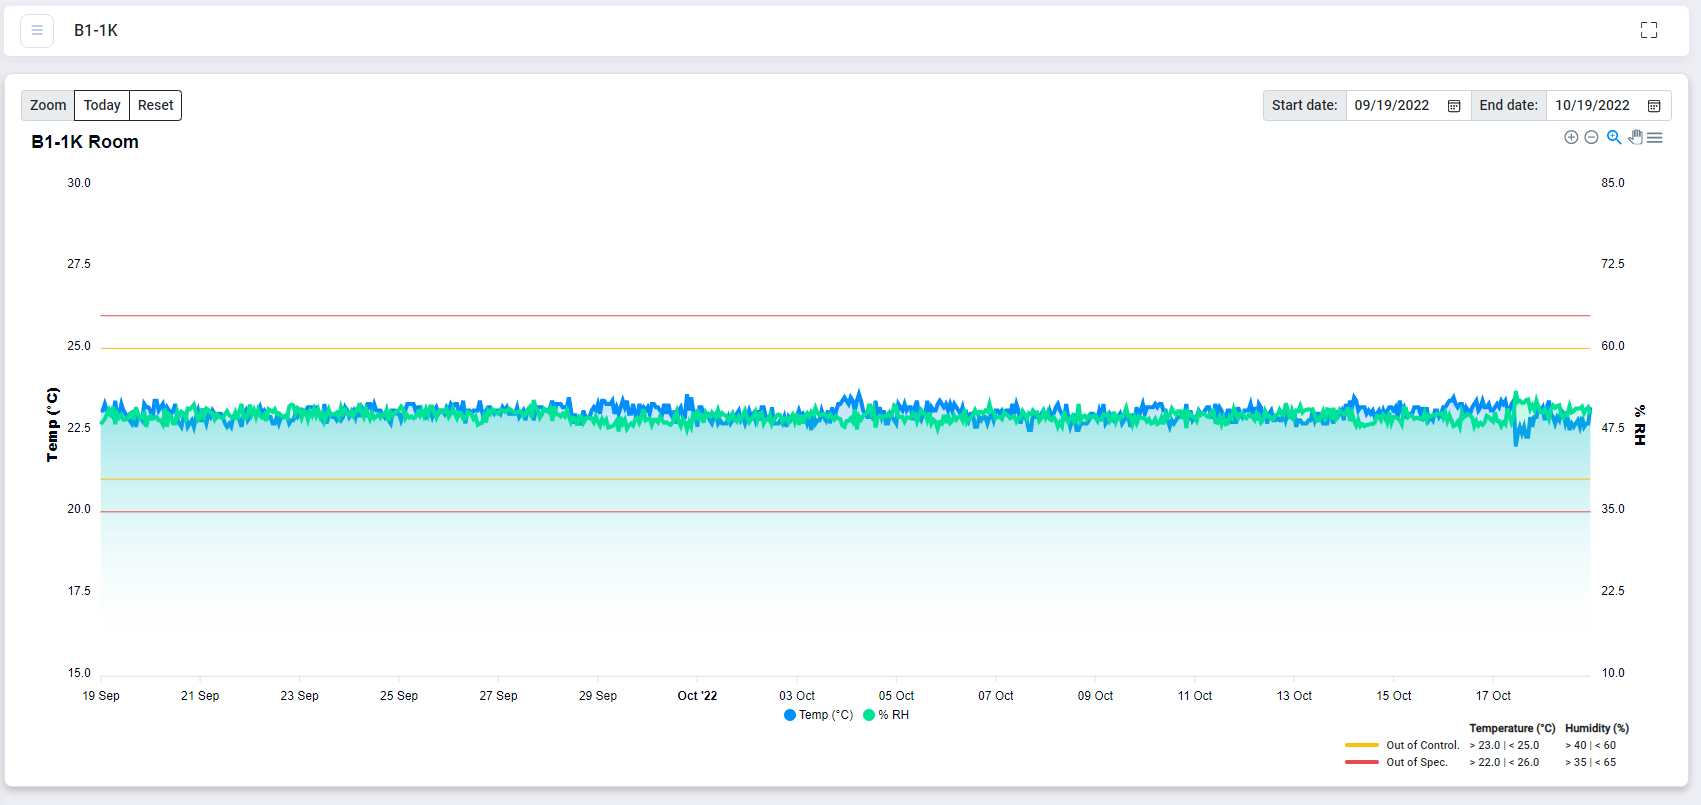 B1-1K
Zoom Today Reset Start date: 09/19/2022 End date: 10/19/2022
B1-1K Room
30.0 85.0
27.5 72.5
25.0 60.0
22.5 47.5
20.0 35.0
17.5 22.5
15.0 10.0
Temp (°C)
% RH
19 Sep 21 Sep 23 Sep 25 Sep 27 Sep 29 Sep Oct '22 03 Oct 05 Oct 07 Oct 09 Oct 11 Oct 13 Oct 15 Oct 17 Oct
Temp (°C) % RH
Temperature (°C) Humidity (%)
Out of Control. > 23.0 | < 25.0 > 40 | < 60
Out of Spec. > 22.0 | < 26.0 > 35 | < 65